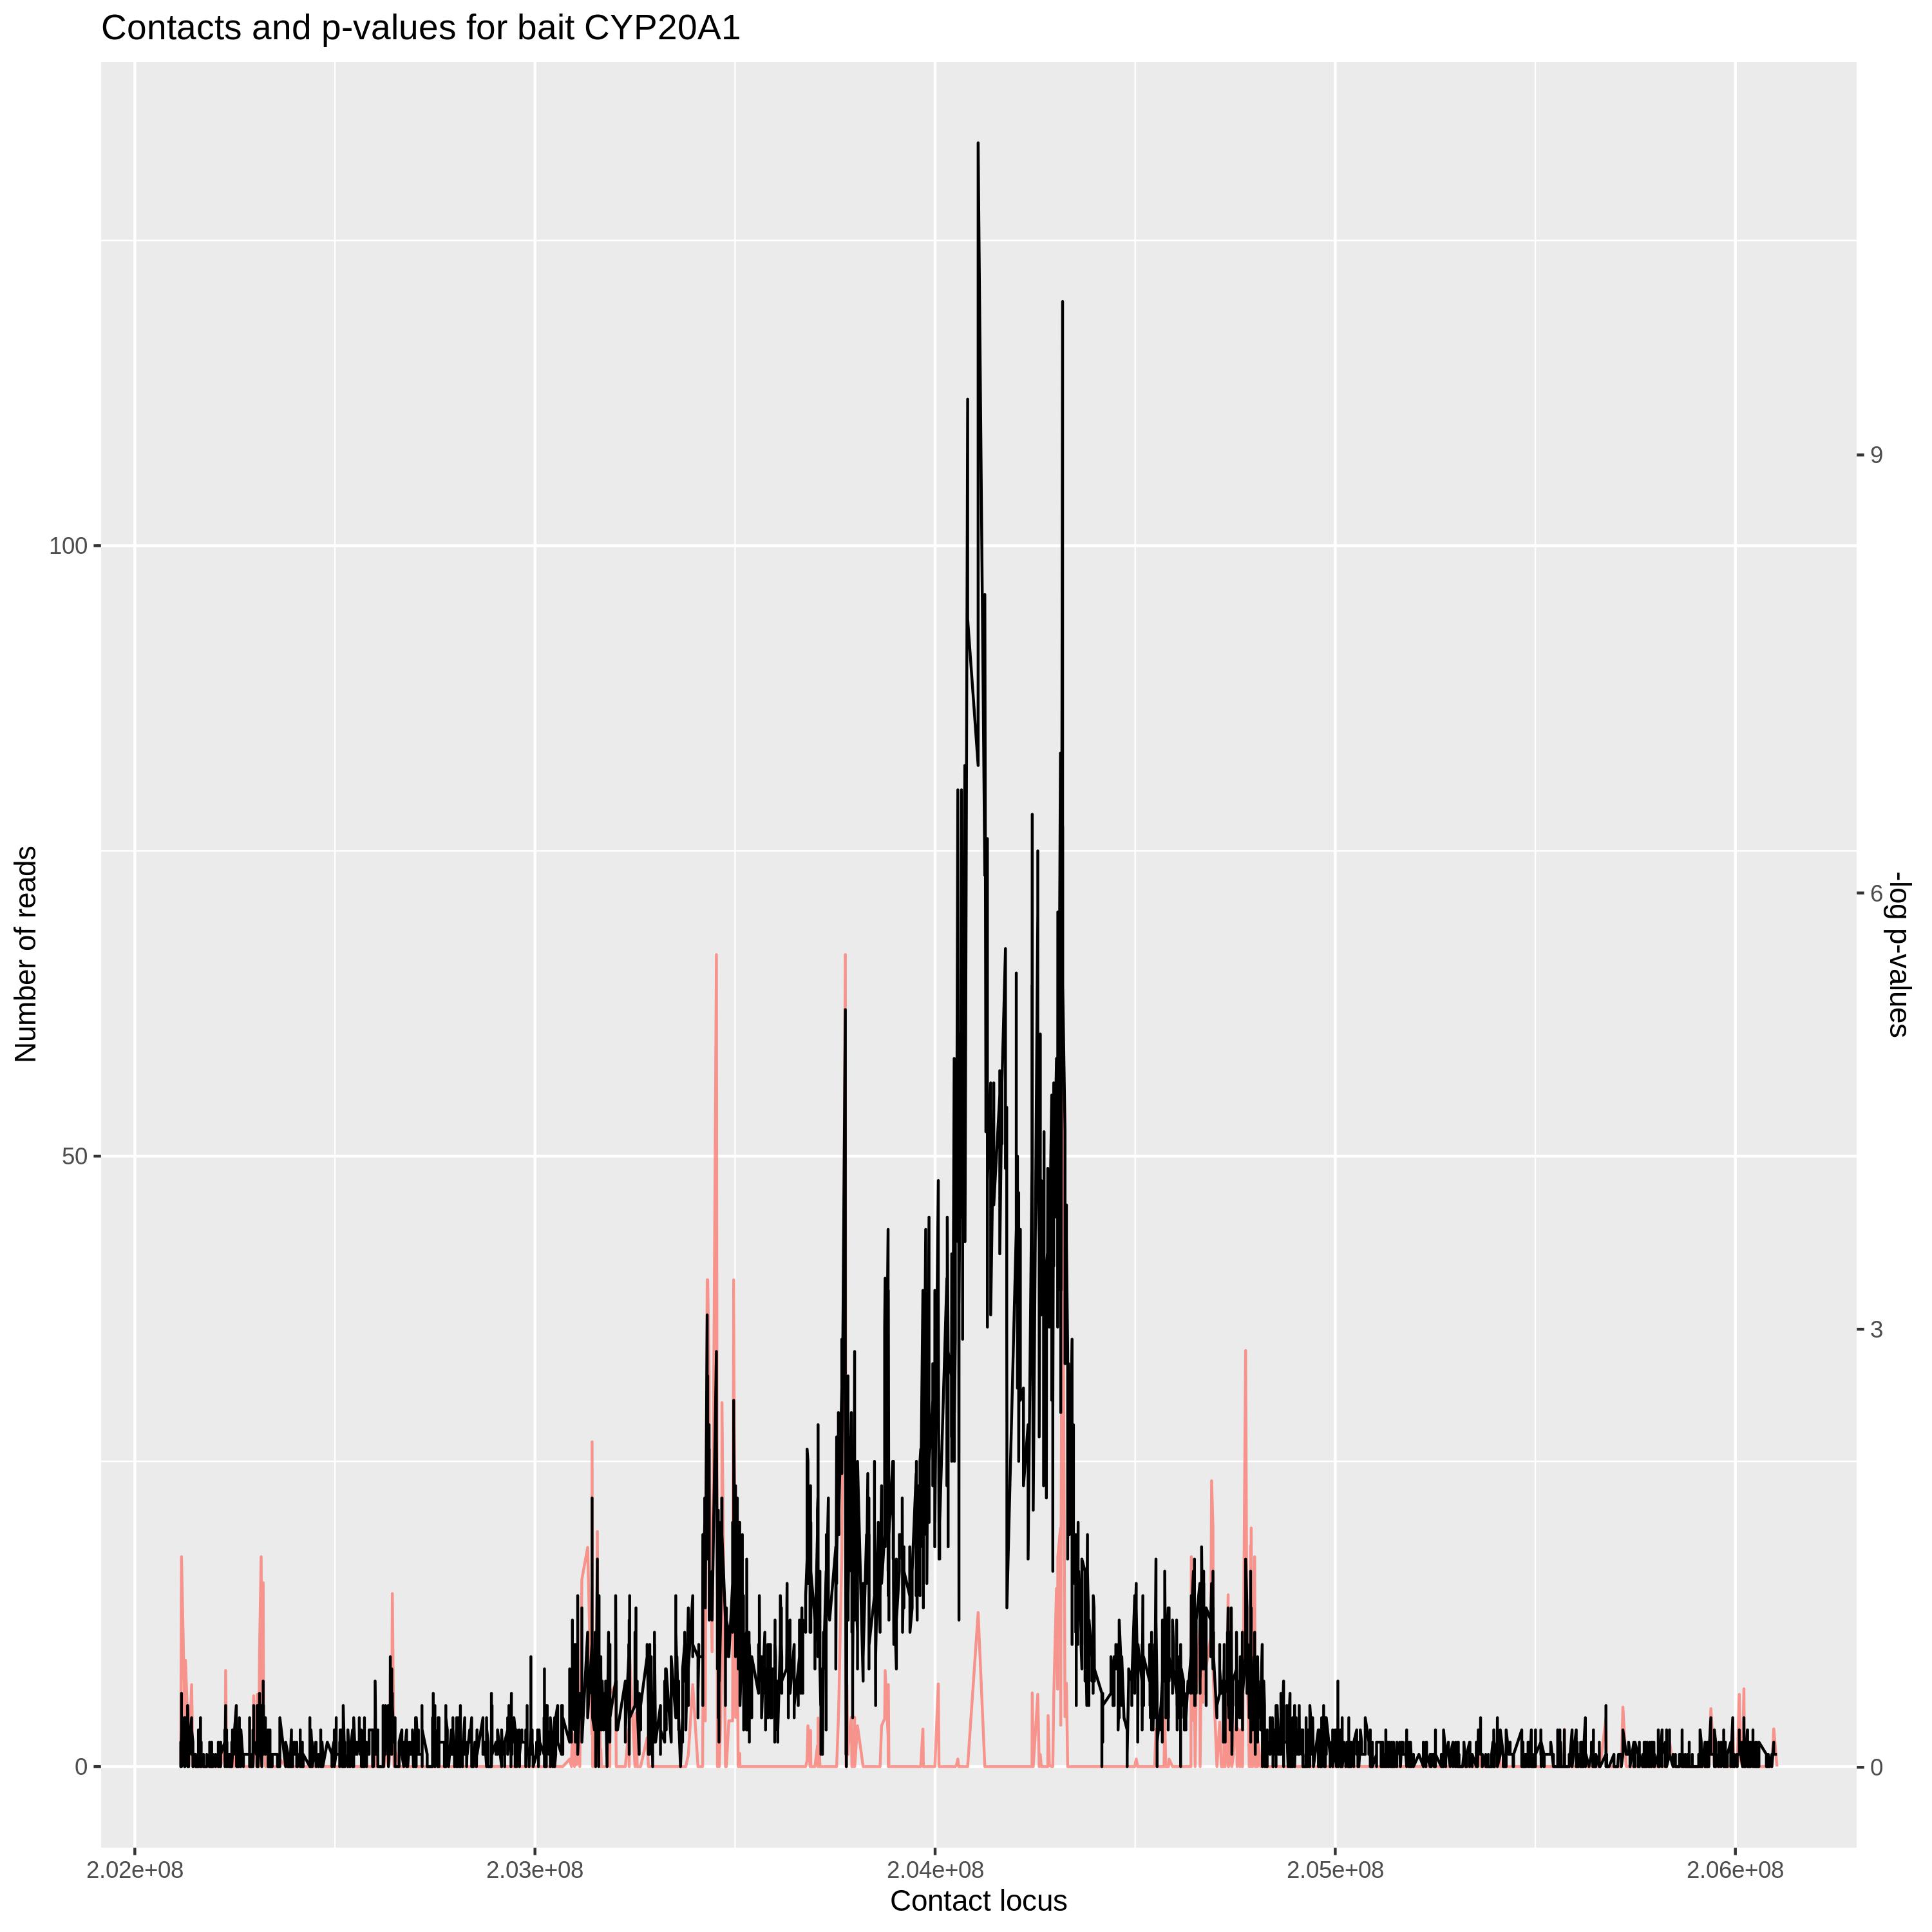 Contacts and p-values for bait CYP20A1
100
50
0
Number of reads
9
6
3
0
-log p-values
2.02e+08
2.03e+08
2.04e+08
2.05e+08
2.06e+08
Contact locus